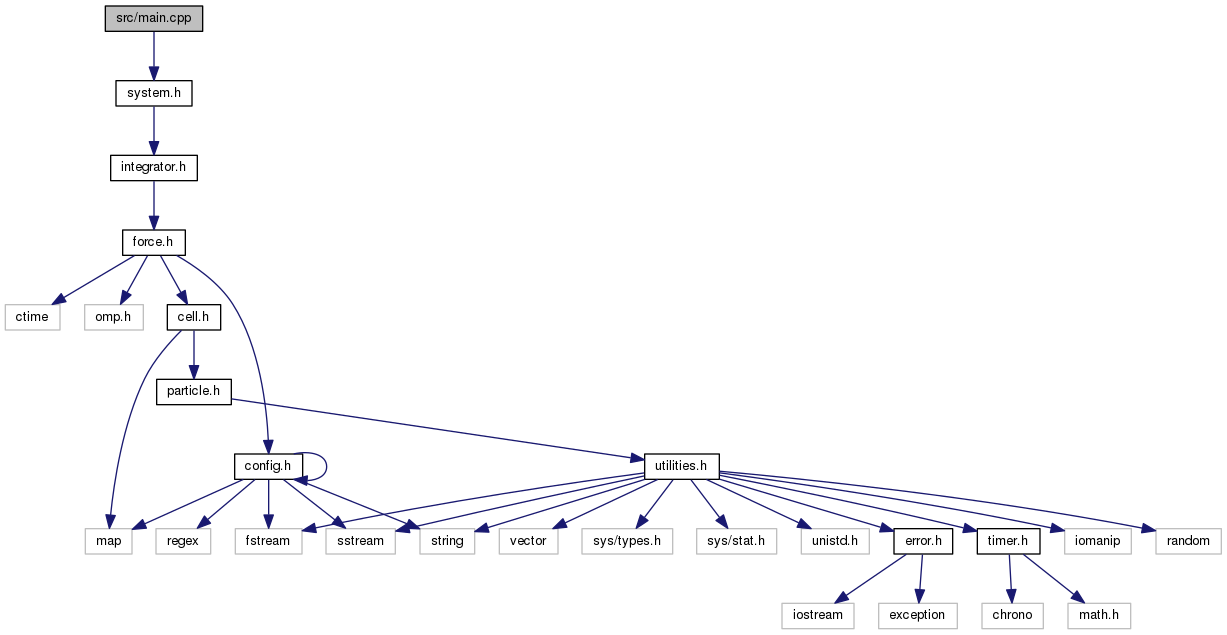 src/main.cpp
system.h
integrator.h
force.h
ctime
omp.h
cell.h
particle.h
config.h
utilities.h
map
regex
fstream
sstream
string
vector
sys/types.h
sys/stat.h
unistd.h
error.h
timer.h
iomanip
random
iostream
exception
chrono
math.h